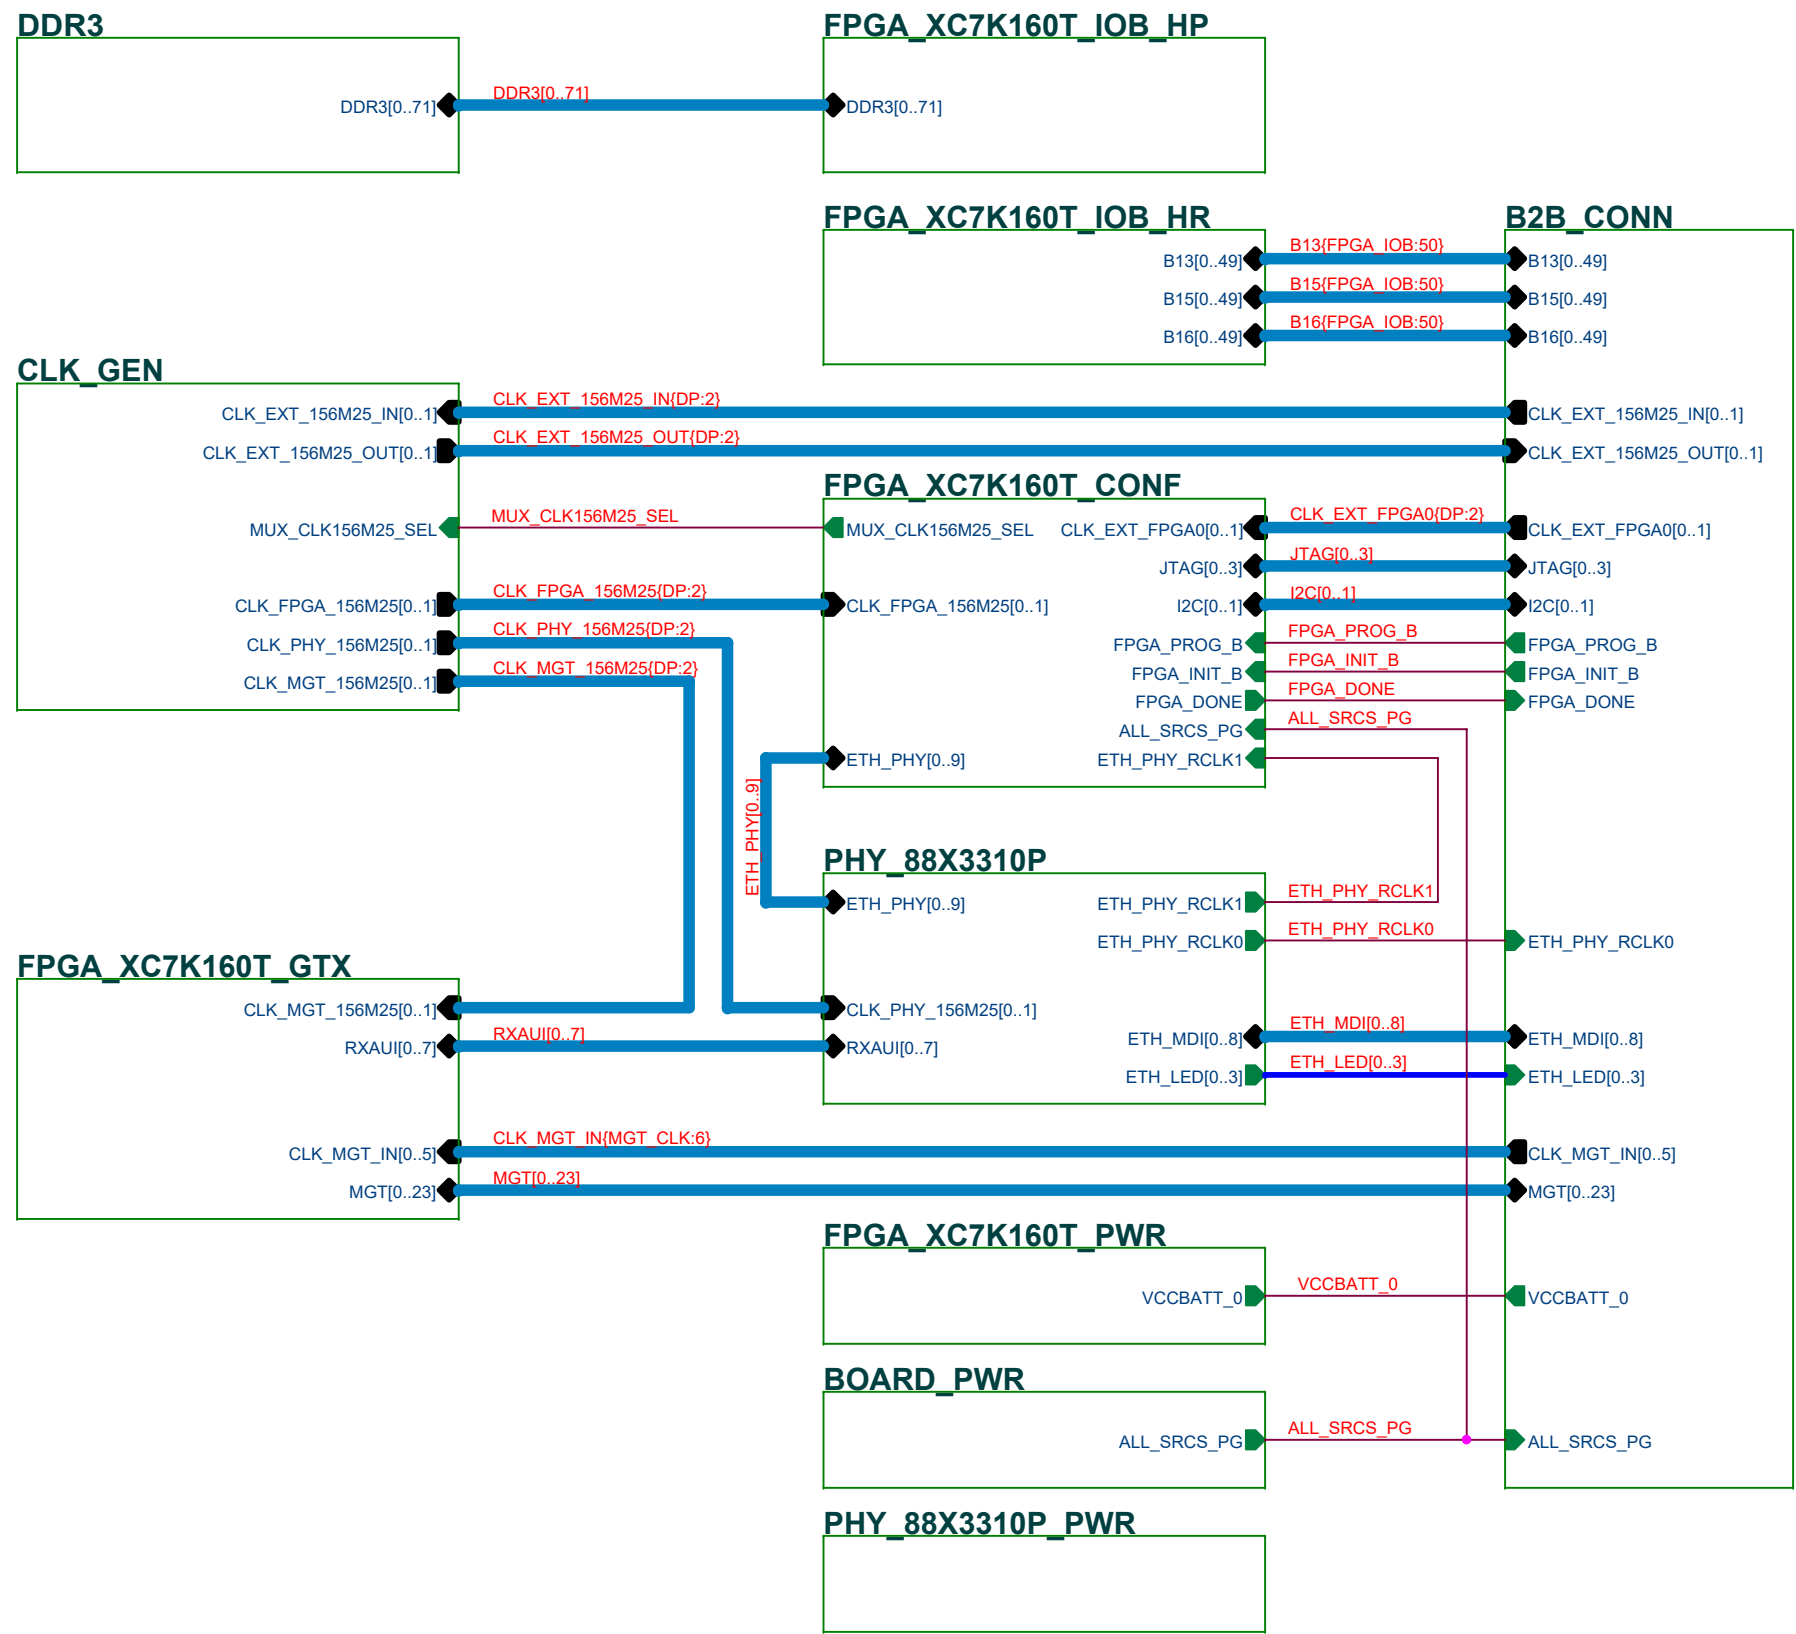 DDR3
DDR3[0..71]
DDR3[0..71]
FPGA_XC7K160T_IOB_HP
DDR3[0..71]
FPGA_XC7K160T_IOB_HR
B13[0..49]
B15[0..49]
B16[0..49]
B13{FPGA_IOB:50}
B15{FPGA_IOB:50}
B16{FPGA_IOB:50}
B2B_CONN
B13[0..49]
B15[0..49]
B16[0..49]
CLK_EXT_156M25_IN[0..1]
CLK_EXT_156M25_OUT[0..1]
CLK_EXT_FPGA0[0..1]
JTAG[0..3]
I2C[0..1]
FPGA_PROG_B
FPGA_INIT_B
FPGA_DONE
ETH_PHY_RCLK0
ETH_MDI[0..8]
ETH_LED[0..3]
CLK_MGT_IN[0..5]
MGT[0..23]
VCCBATT_0
ALL_SRCS_PG
CLK_GEN
CLK_EXT_156M25_IN[0..1]
CLK_EXT_156M25_OUT[0..1]
MUX_CLK156M25_SEL
CLK_FPGA_156M25[0..1]
CLK_PHY_156M25[0..1]
CLK_MGT_156M25[0..1]
CLK_EXT_156M25_IN{DP:2}
CLK_EXT_156M25_OUT{DP:2}
MUX_CLK156M25_SEL
CLK_FPGA_156M25{DP:2}
CLK_PHY_156M25{DP:2}
CLK_MGT_156M25{DP:2}
FPGA_XC7K160T_CONF
MUX_CLK156M25_SEL
CLK_FPGA_156M25[0..1]
ETH_PHY[0..9]
CLK_EXT_FPGA0[0..1]
JTAG[0..3]
I2C[0..1]
FPGA_PROG_B
FPGA_INIT_B
FPGA_DONE
ALL_SRCS_PG
ETH_PHY_RCLK1
CLK_EXT_FPGA0{DP:2}
JTAG[0..3]
I2C[0..1]
FPGA_PROG_B
FPGA_INIT_B
FPGA_DONE
ALL_SRCS_PG
ETH_PHY[0..9]
PHY_88X3310P
ETH_PHY[0..9]
CLK_PHY_156M25[0..1]
RXAUI[0..7]
ETH_PHY_RCLK1
ETH_PHY_RCLK0
ETH_MDI[0..8]
ETH_LED[0..3]
ETH_PHY_RCLK1
ETH_PHY_RCLK0
ETH_MDI[0..8]
ETH_LED[0..3]
FPGA_XC7K160T_GTX
CLK_MGT_156M25[0..1]
RXAUI[0..7]
CLK_MGT_IN[0..5]
MGT[0..23]
RXAUI[0..7]
CLK_MGT_IN{MGT_CLK:6}
MGT[0..23]
FPGA_XC7K160T_PWR
VCCBATT_0
VCCBATT_0
BOARD_PWR
ALL_SRCS_PG
ALL_SRCS_PG
PHY_88X3310P_PWR